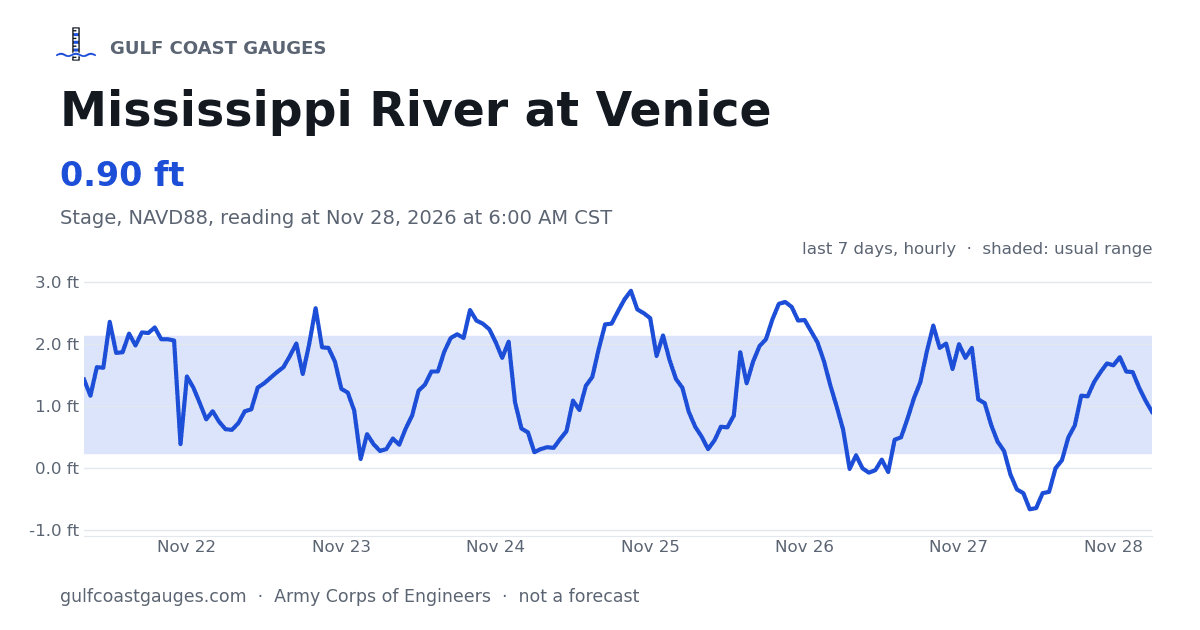 GULF COAST GAUGES
Mississippi River at Venice
0.90 ft
Stage, NAVD88, reading at Nov 28, 2026 at 6:00 AM CST
last 7 days, hourly · shaded: usual range
3.0 ft
2.0 ft
1.0 ft
0.0 ft
-1.0 ft
Nov 22 Nov 23 Nov 24 Nov 25 Nov 26 Nov 27 Nov 28
gulfcoastgauges.com · Army Corps of Engineers · not a forecast